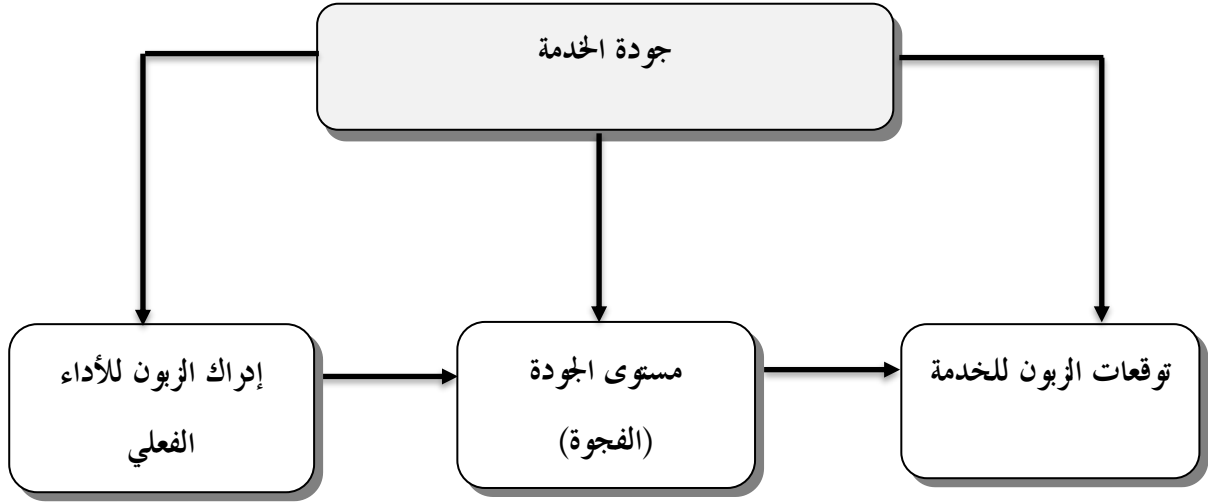 جودة الخدمة
توقعات الزبون للخدمة
مستوى الجودة
(الفجوة)
إدراك الزبون للأداء
الفعلي